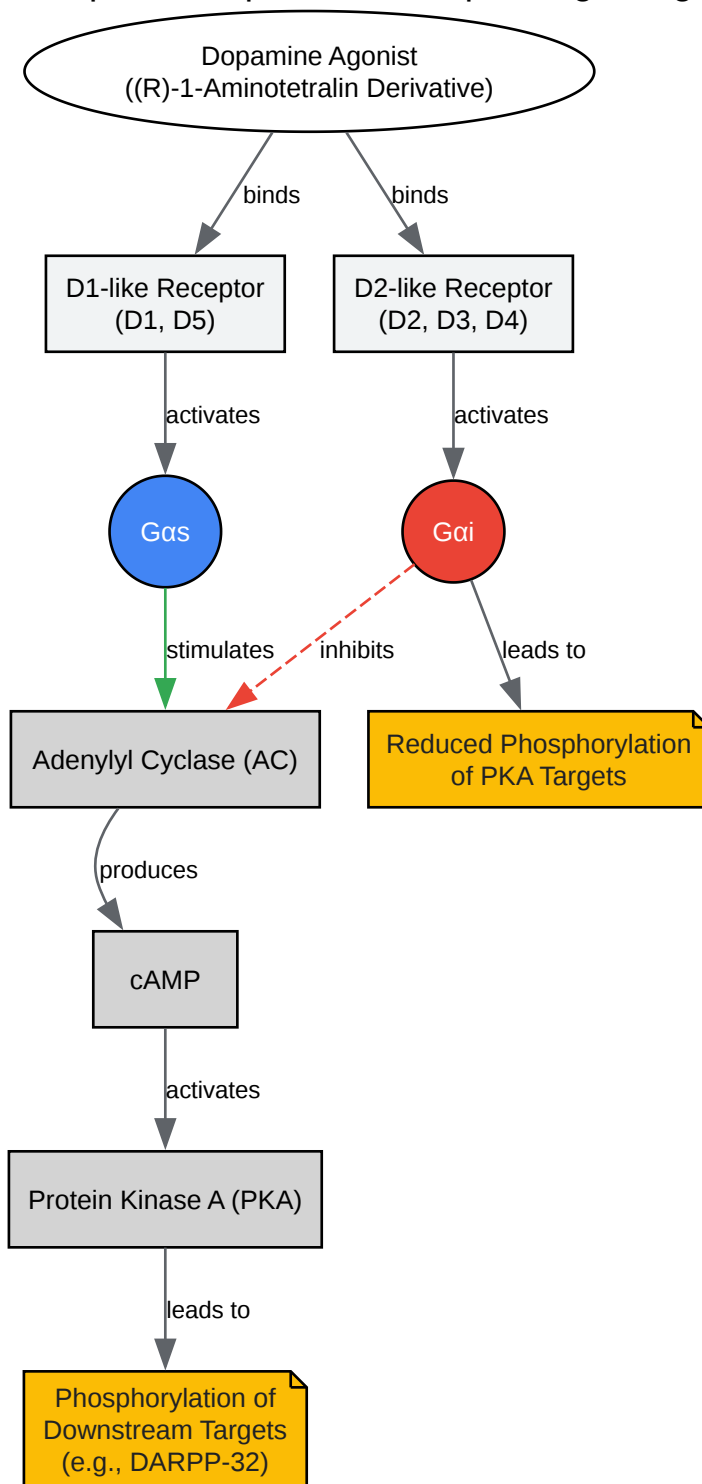 Dopamine Agonist
((R)-1-Aminotetralin Derivative)
binds
binds
D1-like Receptor
(D1, D5)
D2-like Receptor
(D2, D3, D4)
activates
activates
Gαs
Gαi
stimulates
inhibits
leads to
Adenylyl Cyclase (AC)
Reduced Phosphorylation
of PKA Targets
produces
cAMP
activates
Protein Kinase A (PKA)
leads to
Phosphorylation of
Downstream Targets
(e.g., DARPP-32)